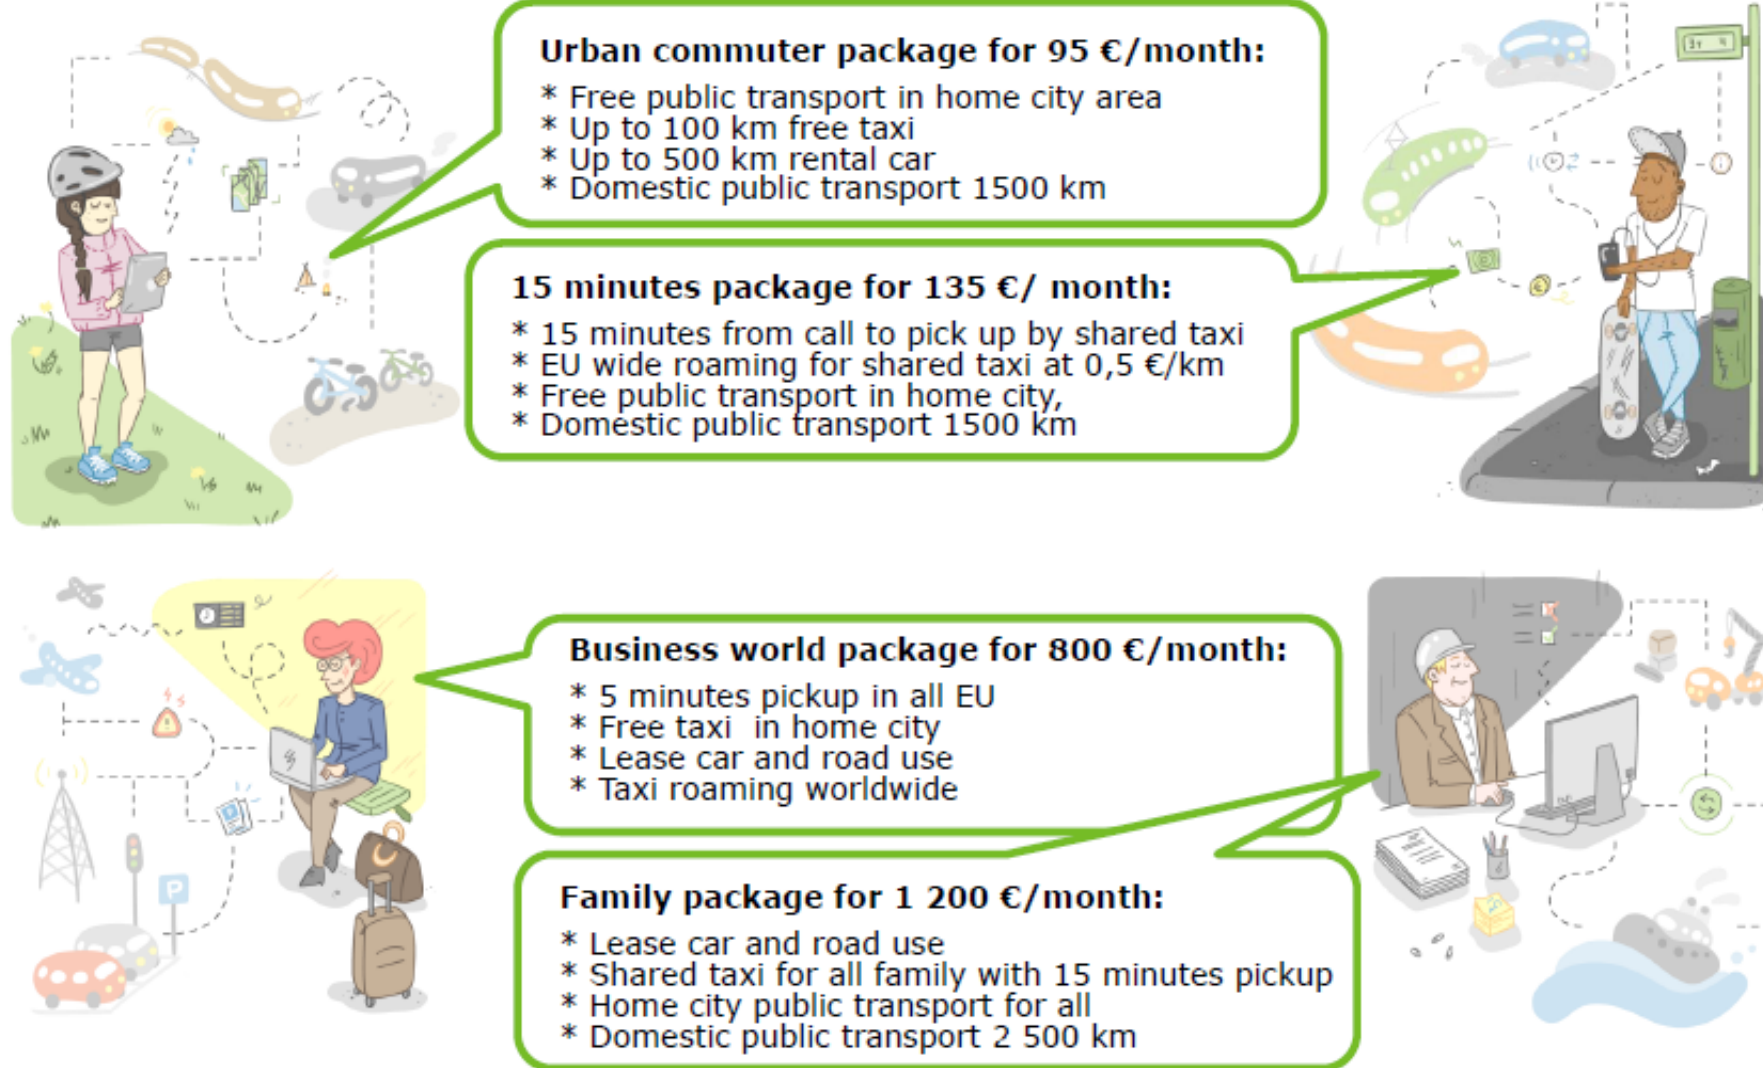 Urban commuter package for 95 €/month:
* Free public transport in home city area
* Up to 100 km free taxi
* Up to 500 km rental car
* Domestic public transport 1500 km
15 minutes package for 135 €/ month:
* 15 minutes from call to pick up by shared taxi
* EU wide roaming for shared taxi at 0,5 €/km
* Free public transport in home city,
* Domestic public transport 1500 km
Business world package for 800 €/month:
* 5 minutes pickup in all EU
* Free taxi  in home city
* Lease car and road use
* Taxi roaming worldwide
P
Family package for 1 200 €/month:
* Lease car and road use
* Shared taxi for all family with 15 minutes pickup
* Home city public transport for all
* Domestic public transport 2 500 km